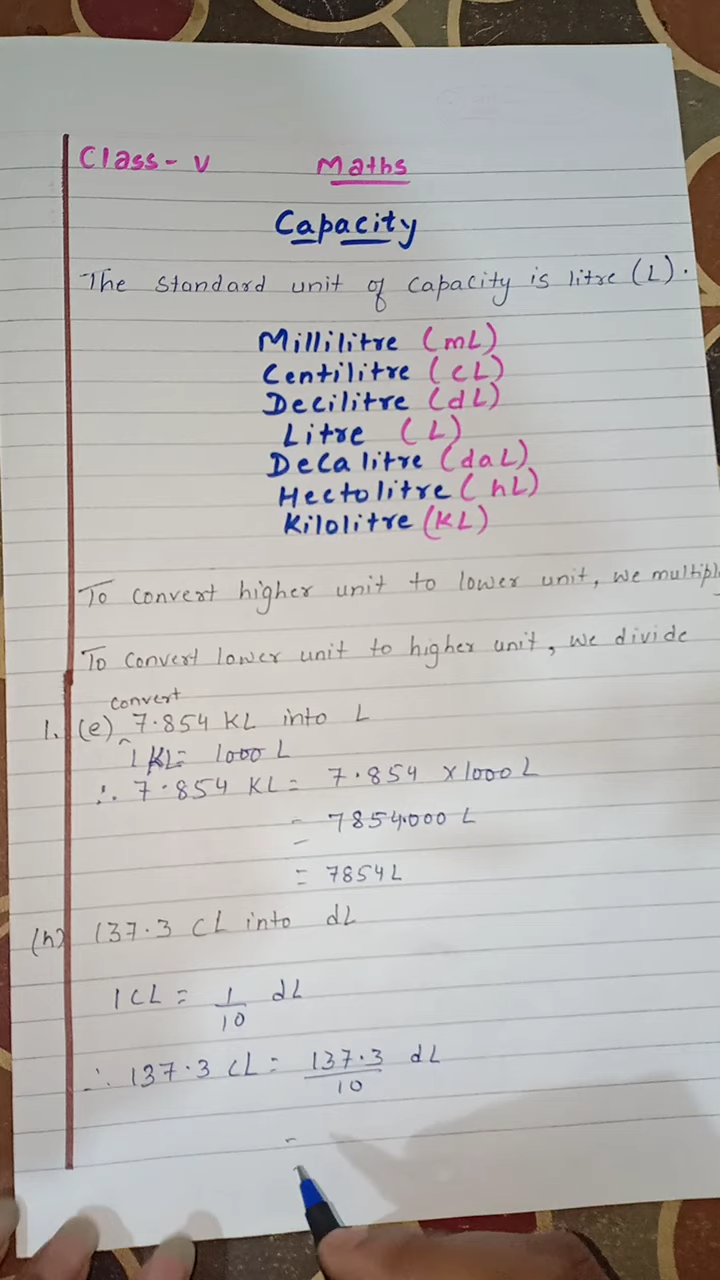 Class - V Maths
Capacity
The standard unit of capacity is litre (L).
Millilitre (mL)
Centilitre (cL)
Decilitre (dL)
Litre (L)
Decalitre (daL)
Hectolitre (hL)
Kilolitre (KL)
To convert higher unit to lower unit, we multipl
To convert lower unit to higher unit, we divide
convert
1. (e) ^ 7.854 KL into L
1 KL = 1000 L
∴ 7.854 KL = 7.854 x 1000 L
= 7854.000 L
= 7854 L
(h) 137.3 CL into dL
1 CL = 1/10 dL
∴ 137.3 CL = 137.3/10 dL
-